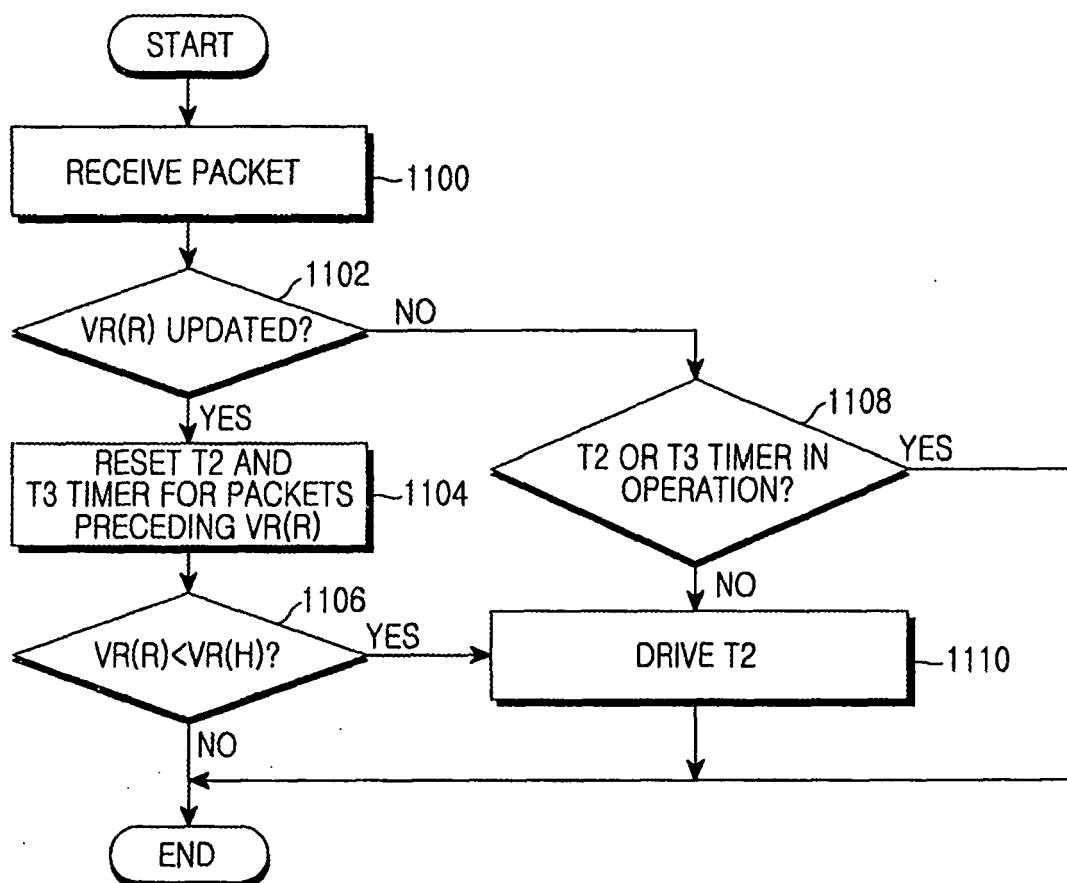 START
RECEIVE PACKET
1100
1102
VR(R) UPDATED?
NO
YES
1108
T2 OR T3 TIMER IN
OPERATION?
YES
RESET T2 AND
T3 TIMER FOR PACKETS
PRECEDING VR(R)
1104
NO
1106
VR(R)<VR(H)?
YES
DRIVE T2
1110
NO
END